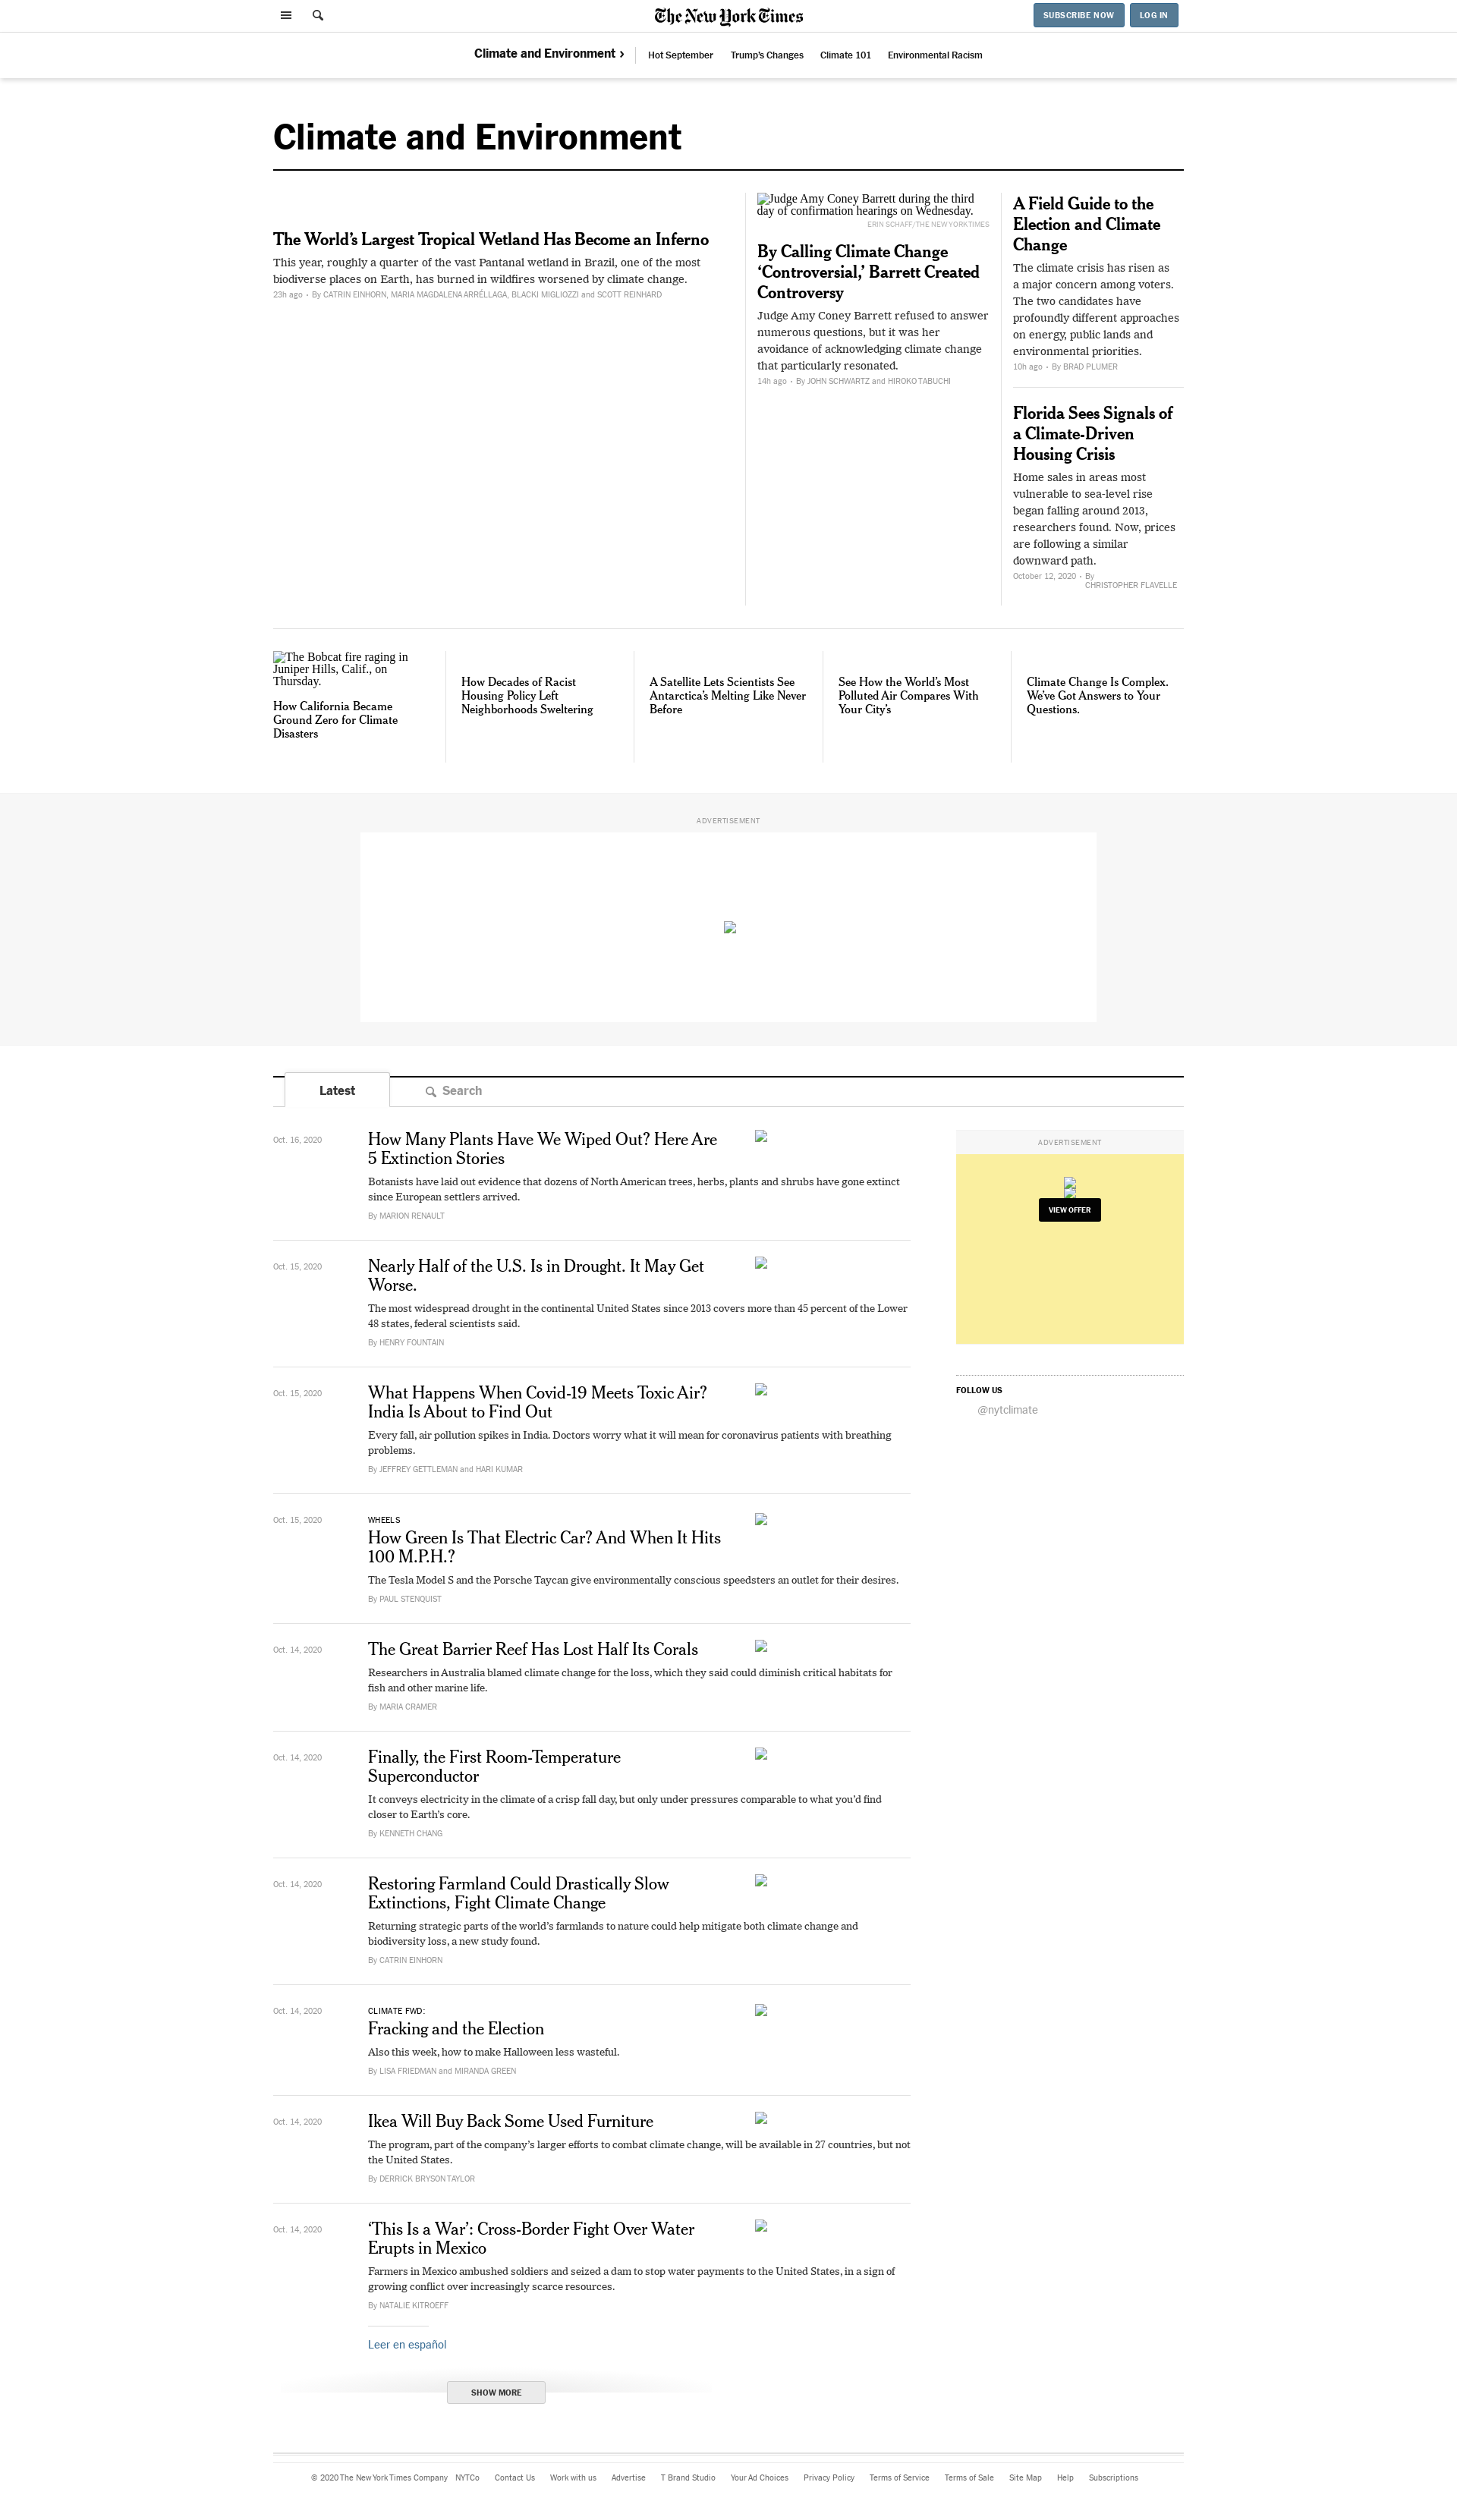 The New York Times
SUBSCRIBE NOW
LOG IN
Climate and Environment ›
Hot September
Trump's Changes
Climate 101
Environmental Racism
Climate and Environment
The World's Largest Tropical Wetland Has Become an Inferno
This year, roughly a quarter of the vast Pantanal wetland in Brazil, one of the most
biodiverse places on Earth, has burned in wildfires worsened by climate change.
23h ago · By CATRIN EINHORN, MARIA MAGDALENA ARRÉLLAGA, BLACKI MIGLIOZZI and SCOTT REINHARD
Judge Amy Coney Barrett during the third
day of confirmation hearings on Wednesday.
ERIN SCHAFF/THE NEW YORK TIMES
By Calling Climate Change
‘Controversial,’ Barrett Created
Controversy
Judge Amy Coney Barrett refused to answer
numerous questions, but it was her
avoidance of acknowledging climate change
that particularly resonated.
14h ago · By JOHN SCHWARTZ and HIROKO TABUCHI
A Field Guide to the
Election and Climate
Change
The climate crisis has risen as
a major concern among voters.
The two candidates have
profoundly different approaches
on energy, public lands and
environmental priorities.
10h ago · By BRAD PLUMER
Florida Sees Signals of
a Climate-Driven
Housing Crisis
Home sales in areas most
vulnerable to sea-level rise
began falling around 2013,
researchers found. Now, prices
are following a similar
downward path.
October 12, 2020 · By
CHRISTOPHER FLAVELLE
The Bobcat fire raging in
Juniper Hills, Calif., on
Thursday.
How California Became
Ground Zero for Climate
Disasters
How Decades of Racist
Housing Policy Left
Neighborhoods Sweltering
A Satellite Lets Scientists See
Antarctica's Melting Like Never
Before
See How the World's Most
Polluted Air Compares With
Your City's
Climate Change Is Complex.
We've Got Answers to Your
Questions.
ADVERTISEMENT
Latest
Search
Oct. 16, 2020
How Many Plants Have We Wiped Out? Here Are
5 Extinction Stories
Botanists have laid out evidence that dozens of North American trees, herbs, plants and shrubs have gone extinct
since European settlers arrived.
By MARION RENAULT
ADVERTISEMENT
VIEW OFFER
FOLLOW US
@nytclimate
Oct. 15, 2020
Nearly Half of the U.S. Is in Drought. It May Get
Worse.
The most widespread drought in the continental United States since 2013 covers more than 45 percent of the Lower
48 states, federal scientists said.
By HENRY FOUNTAIN
Oct. 15, 2020
What Happens When Covid-19 Meets Toxic Air?
India Is About to Find Out
Every fall, air pollution spikes in India. Doctors worry what it will mean for coronavirus patients with breathing
problems.
By JEFFREY GETTLEMAN and HARI KUMAR
Oct. 15, 2020
WHEELS
How Green Is That Electric Car? And When It Hits
100 M.P.H.?
The Tesla Model S and the Porsche Taycan give environmentally conscious speedsters an outlet for their desires.
By PAUL STENQUIST
Oct. 14, 2020
The Great Barrier Reef Has Lost Half Its Corals
Researchers in Australia blamed climate change for the loss, which they said could diminish critical habitats for
fish and other marine life.
By MARIA CRAMER
Oct. 14, 2020
Finally, the First Room-Temperature
Superconductor
It conveys electricity in the climate of a crisp fall day, but only under pressures comparable to what you'd find
closer to Earth's core.
By KENNETH CHANG
Oct. 14, 2020
Restoring Farmland Could Drastically Slow
Extinctions, Fight Climate Change
Returning strategic parts of the world's farmlands to nature could help mitigate both climate change and
biodiversity loss, a new study found.
By CATRIN EINHORN
Oct. 14, 2020
CLIMATE FWD:
Fracking and the Election
Also this week, how to make Halloween less wasteful.
By LISA FRIEDMAN and MIRANDA GREEN
Oct. 14, 2020
Ikea Will Buy Back Some Used Furniture
The program, part of the company's larger efforts to combat climate change, will be available in 27 countries, but not
the United States.
By DERRICK BRYSON TAYLOR
Oct. 14, 2020
‘This Is a War’: Cross-Border Fight Over Water
Erupts in Mexico
Farmers in Mexico ambushed soldiers and seized a dam to stop water payments to the United States, in a sign of
growing conflict over increasingly scarce resources.
By NATALIE KITROEFF
Leer en español
SHOW MORE
© 2020 The New York Times Company NYTCo Contact Us Work with us Advertise T Brand Studio Your Ad Choices Privacy Policy Terms of Service Terms of Sale Site Map Help Subscriptions